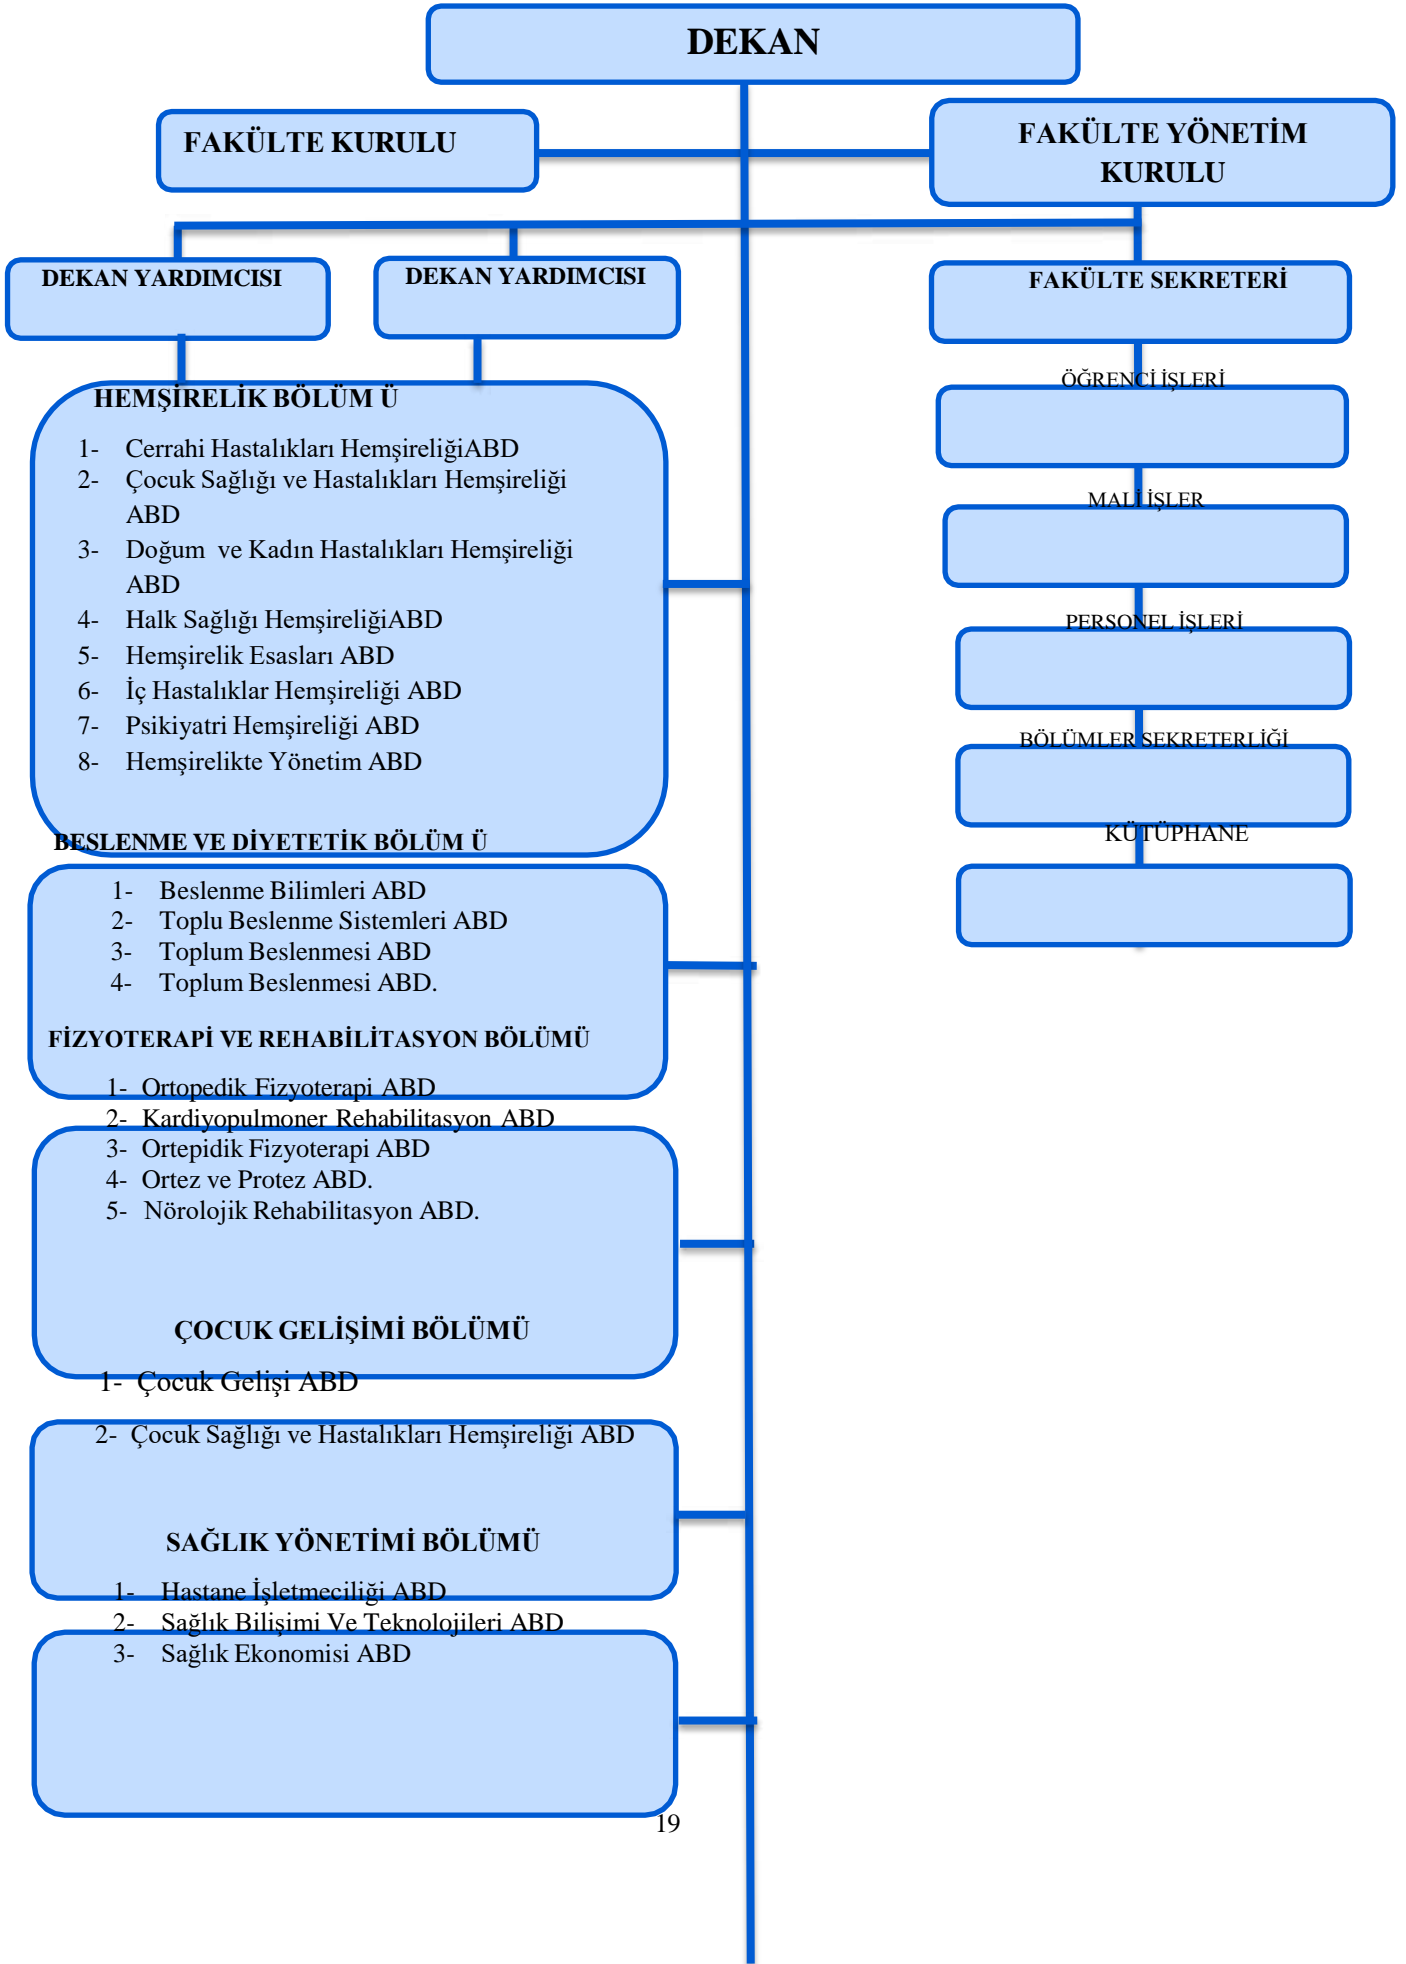 DEKAN
FAKÜLTE KURULU
FAKÜLTE YÖNETİM
KURULU
DEKAN YARDIMCISI
DEKAN YARDIMCISI
FAKÜLTE SEKRETERİ
HEMŞİRELİK BÖLÜM Ü
1- Cerrahi Hastalıkları HemşireliğiABD
2- Çocuk Sağlığı ve Hastalıkları Hemşireliği
ABD
3- Doğum ve Kadın Hastalıkları Hemşireliği
ABD
4- Halk Sağlığı HemşireliğiABD
5- Hemşirelik Esasları ABD
6- İç Hastalıklar Hemşireliği ABD
7- Psikiyatri Hemşireliği ABD
8- Hemşirelikte Yönetim ABD
ÖĞRENCİ İŞLERİ
MALİ İŞLER
PERSONEL İŞLERİ
BÖLÜMLER SEKRETERLİĞİ
KÜTÜPHANE
BESLENME VE DİYETETİK BÖLÜM Ü
1- Beslenme Bilimleri ABD
2- Toplu Beslenme Sistemleri ABD
3- Toplum Beslenmesi ABD
4- Toplum Beslenmesi ABD.
FİZYOTERAPİ VE REHABİLİTASYON BÖLÜMÜ
1- Ortopedik Fizyoterapi ABD
2- Kardiyopulmoner Rehabilitasyon ABD
3- Ortepidik Fizyoterapi ABD
4- Ortez ve Protez ABD.
5- Nörolojik Rehabilitasyon ABD.
ÇOCUK GELİŞİMİ BÖLÜMÜ
1- Çocuk Gelişi ABD
2- Çocuk Sağlığı ve Hastalıkları Hemşireliği ABD
SAĞLIK YÖNETİMİ BÖLÜMÜ
1- Hastane İşletmeciliği ABD
2- Sağlık Bilişimi Ve Teknolojileri ABD
3- Sağlık Ekonomisi ABD
19